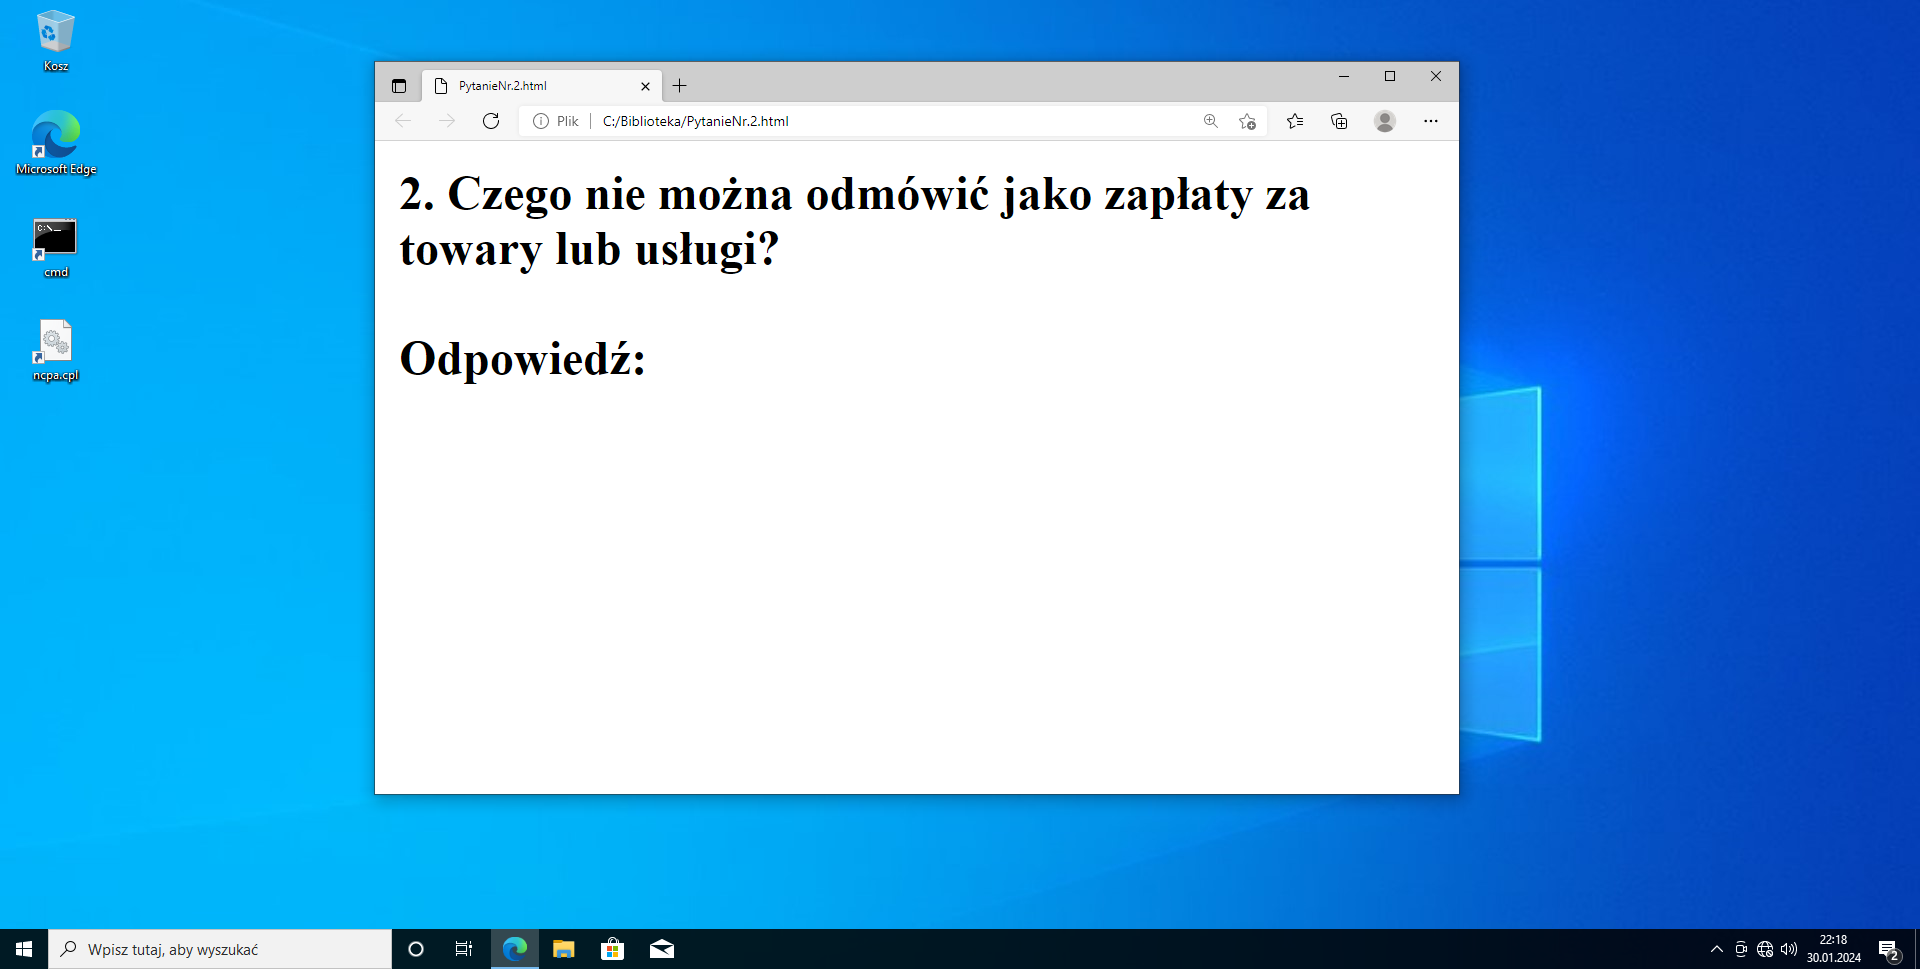 Kosz
Microsoft Edge
C:\_
cmd
ncpa.cpl
PytanieNr.2.html
Plik
C:/Biblioteka/PytanieNr.2.html
2. Czego nie można odmówić jako zapłaty za
towary lub usługi?
Odpowiedź:
Wpisz tutaj, aby wyszukać
22:18
30.01.2024
2